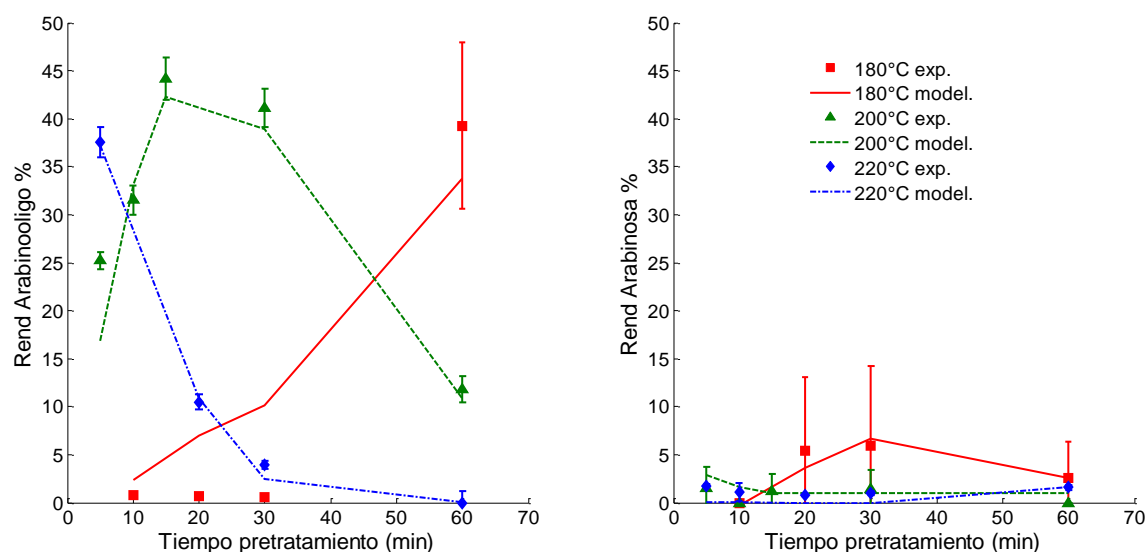 50
45
40
35
30
25
20
15
10
5
0
0 10 20 30 40 50 60 70
Rend Arabinooligo %
Tiempo pretratamiento (min)
50
45
40
35
30
25
20
15
10
5
0
0 10 20 30 40 50 60 70
Rend Arabinosa %
Tiempo pretratamiento (min)
180°C exp.
180°C model.
200°C exp.
200°C model.
220°C exp.
220°C model.